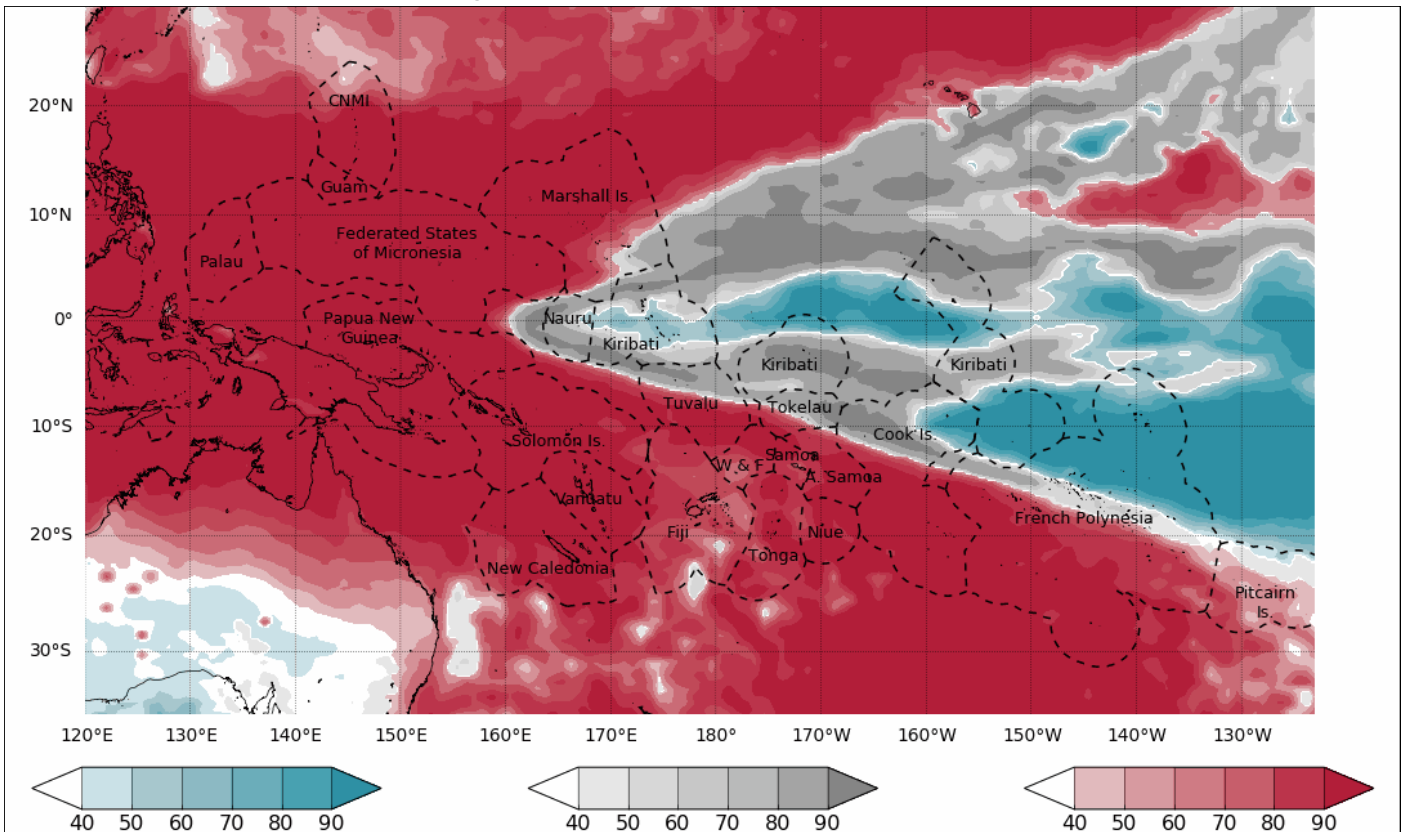 20°N
10°N
0°
10°S
20°S
30°S
CNMI
Guam
Marshall Is.
Federated States
of Micronesia
Palau
Papua New
Guinea
Nauru
Kiribati
Kiribati
Kiribati
Tuvalu
Tokelau
Cook Is.
Solomon Is.
Samoa
W & F
A. Samoa
Vanuatu
French Polynesia
Fiji
Niue
Tonga
New Caledonia
Pitcairn
Is.
120°E 130°E 140°E 150°E 160°E 170°E 180° 170°W 160°W 150°W 140°W 130°W
40 50 60 70 80 90
40 50 60 70 80 90
40 50 60 70 80 90